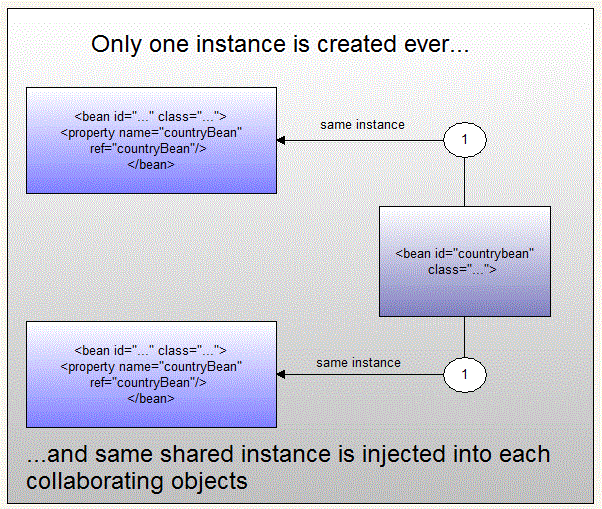 Only one instance is created ever...
<bean id="..." class="...">
<property name="countryBean"
ref="countryBean"/>
</bean>
same instance
1
<bean id="countrybean"
class="...">
<bean id="..." class="...">
<property name="countryBean"
ref="countryBean"/>
</bean>
same instance
1
...and same shared instance is injected into each
collaborating objects